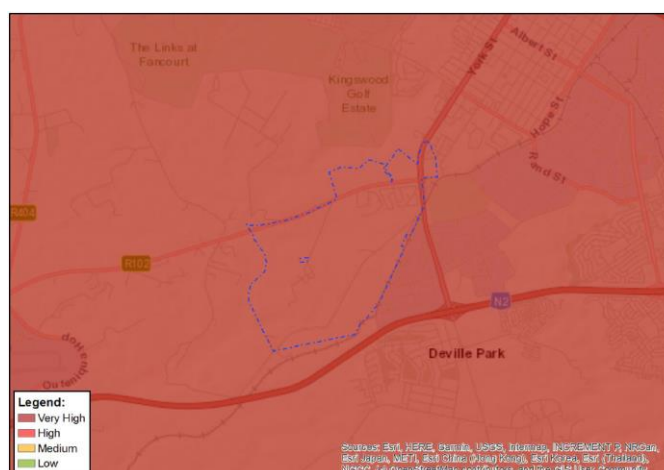 The Links at
Fancourt
Kingswood
Golf
Estate
York St
Albert St
Hope St
Rand St
R404
R102
N2
Outeniqua Hop
Deville Park
Legend:
Very High
High
Medium
Low
Sources: Esri, HERE, Garmin, USGS, Intermap, INCREMENT P, NRCan,
Esri Japan, METI, Esri China (Hong Kong), Esri Korea, Esri (Thailand),